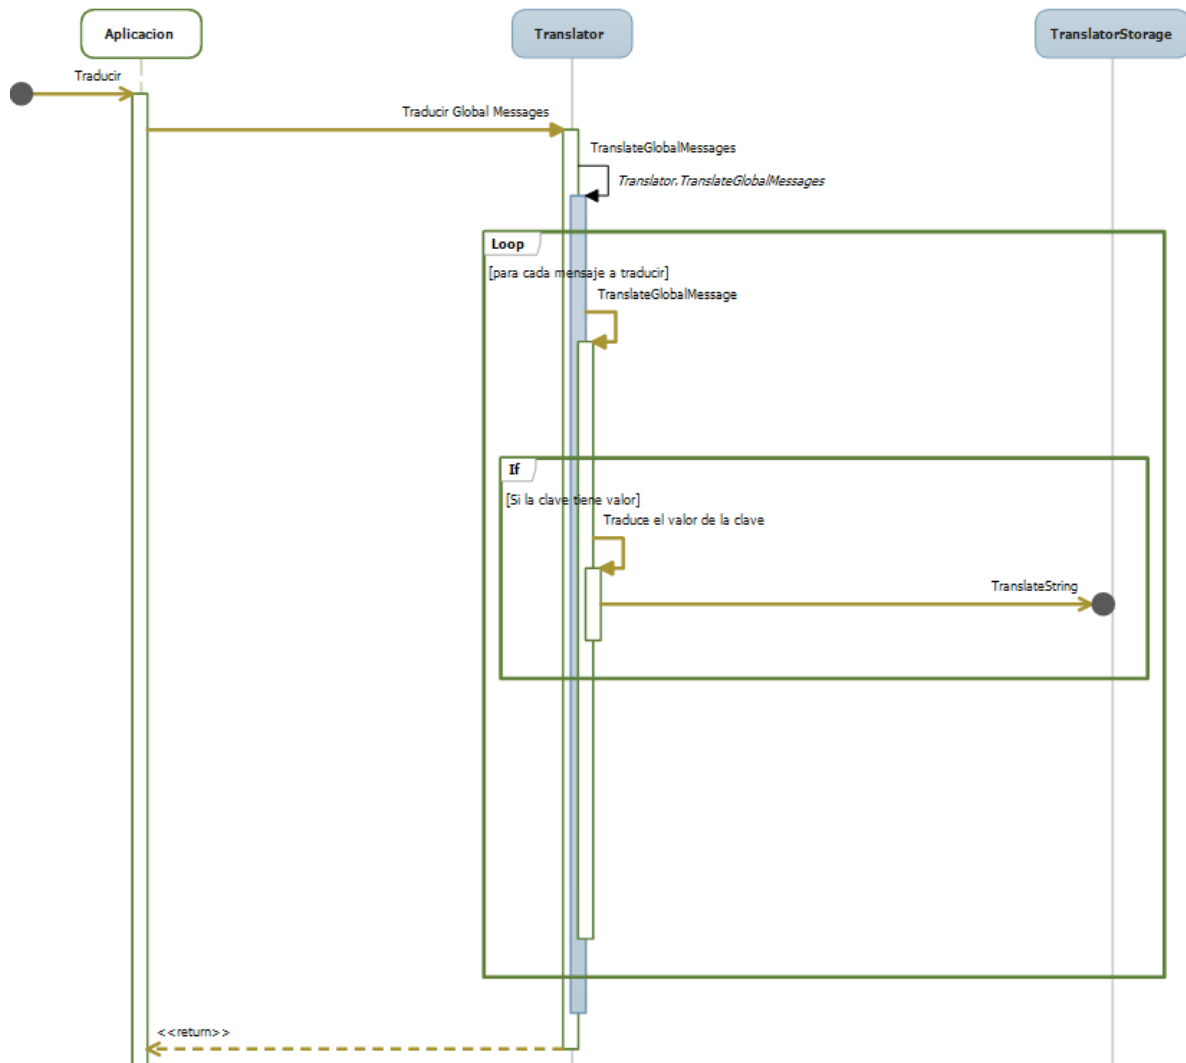 Aplicacion
Translator
TranslatorStorage
Traducir
Traducir Global Messages
TranslateGlobalMessages
Translator.TranslateGlobalMessages
Loop
[para cada mensaje a traducir]
TranslateGlobalMessage
If
[Si la clave tiene valor]
Traduce el valor de la clave
TranslateString
<<return>>